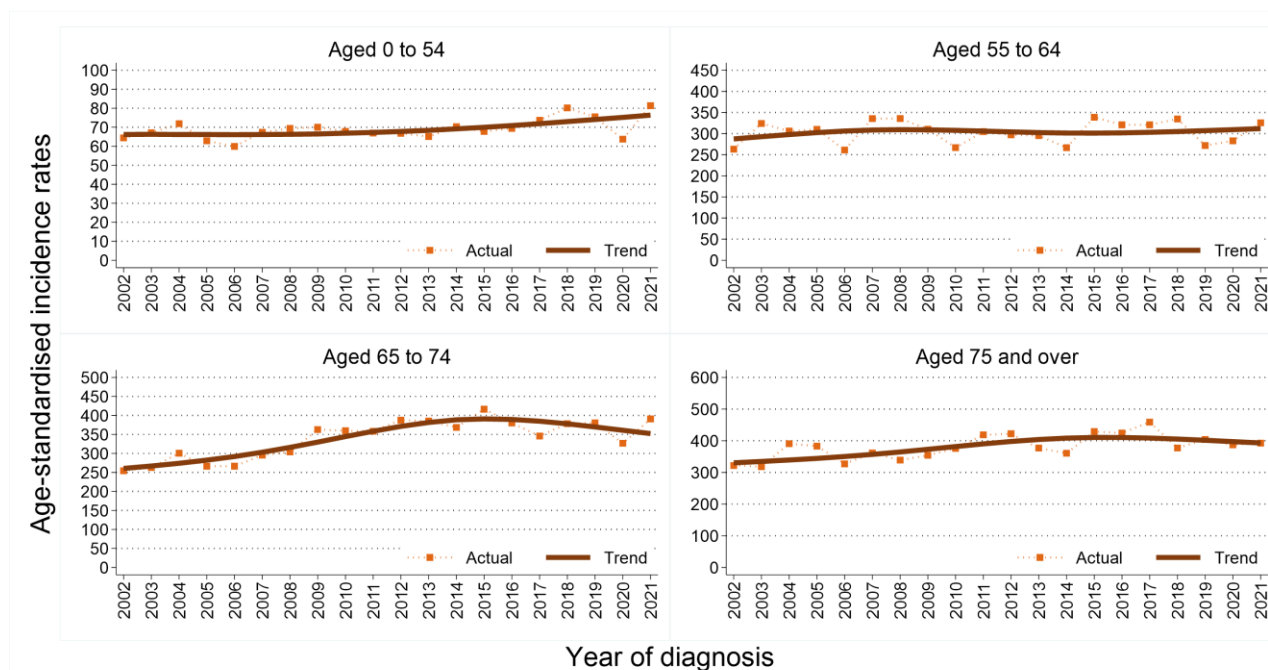 Age-standardised incidence rates
Aged 0 to 54
100
90
80
70
60
50
40
30
20
10
0
Actual Trend
2002 2003 2004 2005 2006 2007 2008 2009 2010 2011 2012 2013 2014 2015 2016 2017 2018 2019 2020 2021
Aged 55 to 64
450
400
350
300
250
200
150
100
50
0
Actual Trend
2002 2003 2004 2005 2006 2007 2008 2009 2010 2011 2012 2013 2014 2015 2016 2017 2018 2019 2020 2021
Aged 65 to 74
500
450
400
350
300
250
200
150
100
50
0
Actual Trend
2002 2003 2004 2005 2006 2007 2008 2009 2010 2011 2012 2013 2014 2015 2016 2017 2018 2019 2020 2021
Aged 75 and over
600
500
400
300
200
100
0
Actual Trend
2002 2003 2004 2005 2006 2007 2008 2009 2010 2011 2012 2013 2014 2015 2016 2017 2018 2019 2020 2021
Year of diagnosis